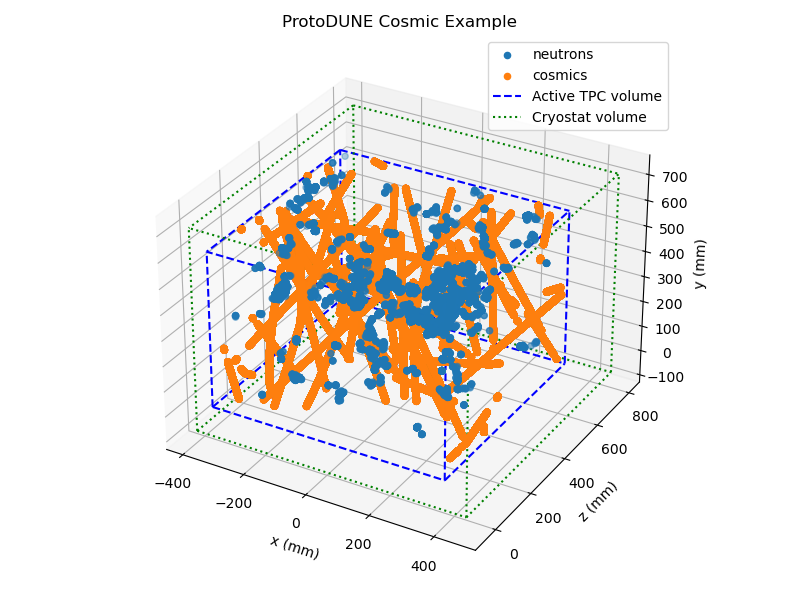 ProtoDUNE Cosmic Example
neutrons
cosmics
Active TPC volume
Cryostat volume
700
600
500
400
300
200
100
0
−100
y (mm)
−400
−200
0
200
400
x (mm)
0
200
400
600
800
z (mm)